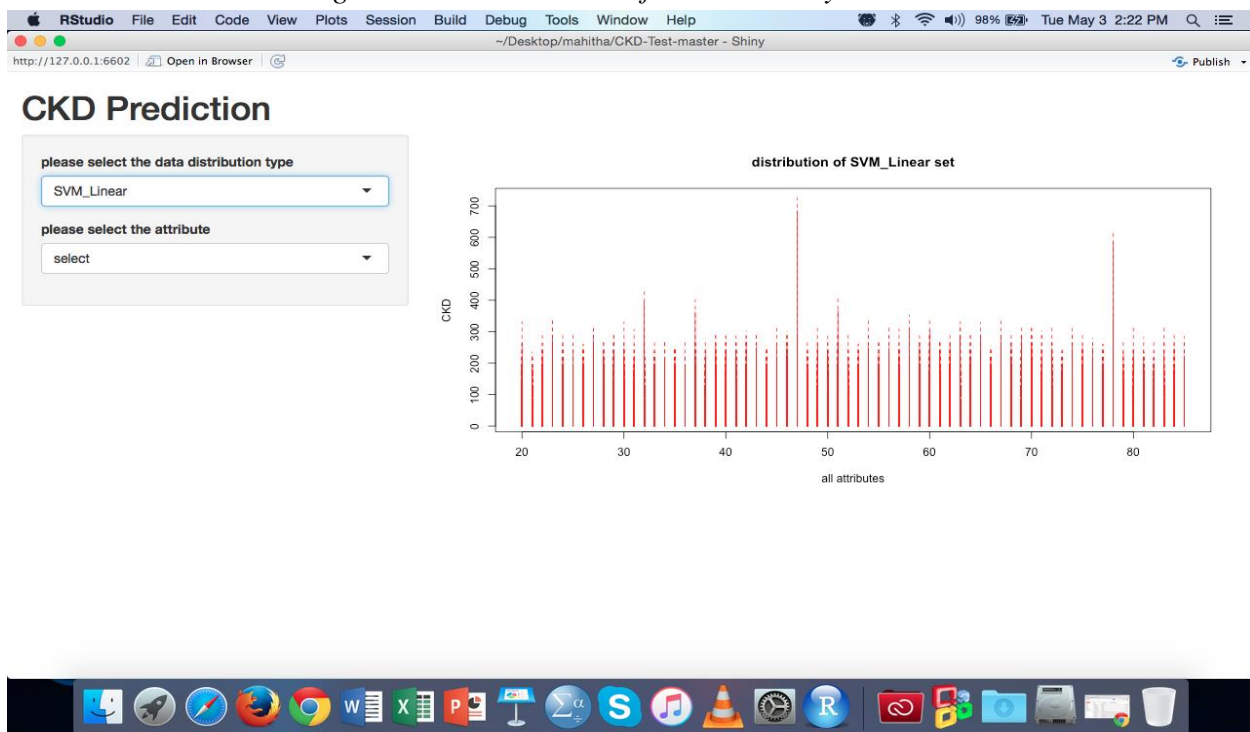 RStudio File Edit Code View Plots Session Build Debug Tools Window Help 98% Tue May 3 2:22 PM
~/Desktop/mahitha/CKD-Test-master - Shiny
http://127.0.0.1:6602 Open in Browser Publish
CKD Prediction
please select the data distribution type
SVM_Linear
please select the attribute
select
distribution of SVM_Linear set
700
600
500
400
300
200
100
0
CKD
20 30 40 50 60 70 80
all attributes